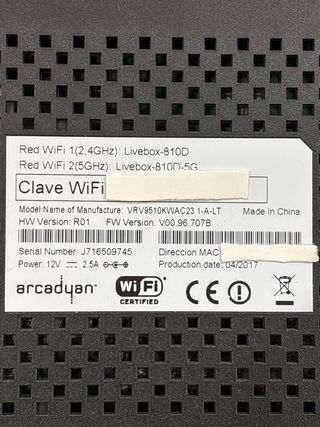 Red WiFi 1(2,4GHz): Livebox-810D
Red WiFi 2(5GHz): Livebox-810D-5G
Clave WiFi
Model Name of Manufacture: VRV9510KWAC23 1-A-LT Made In China
HW Version: R01 FW Version: V00.96.707B
Serial Number: J716509745 Direccion MAC
Power: 12V ⎓ 2.5A Production date: 04/2017
arcadyan WiFi CERTIFIED CE